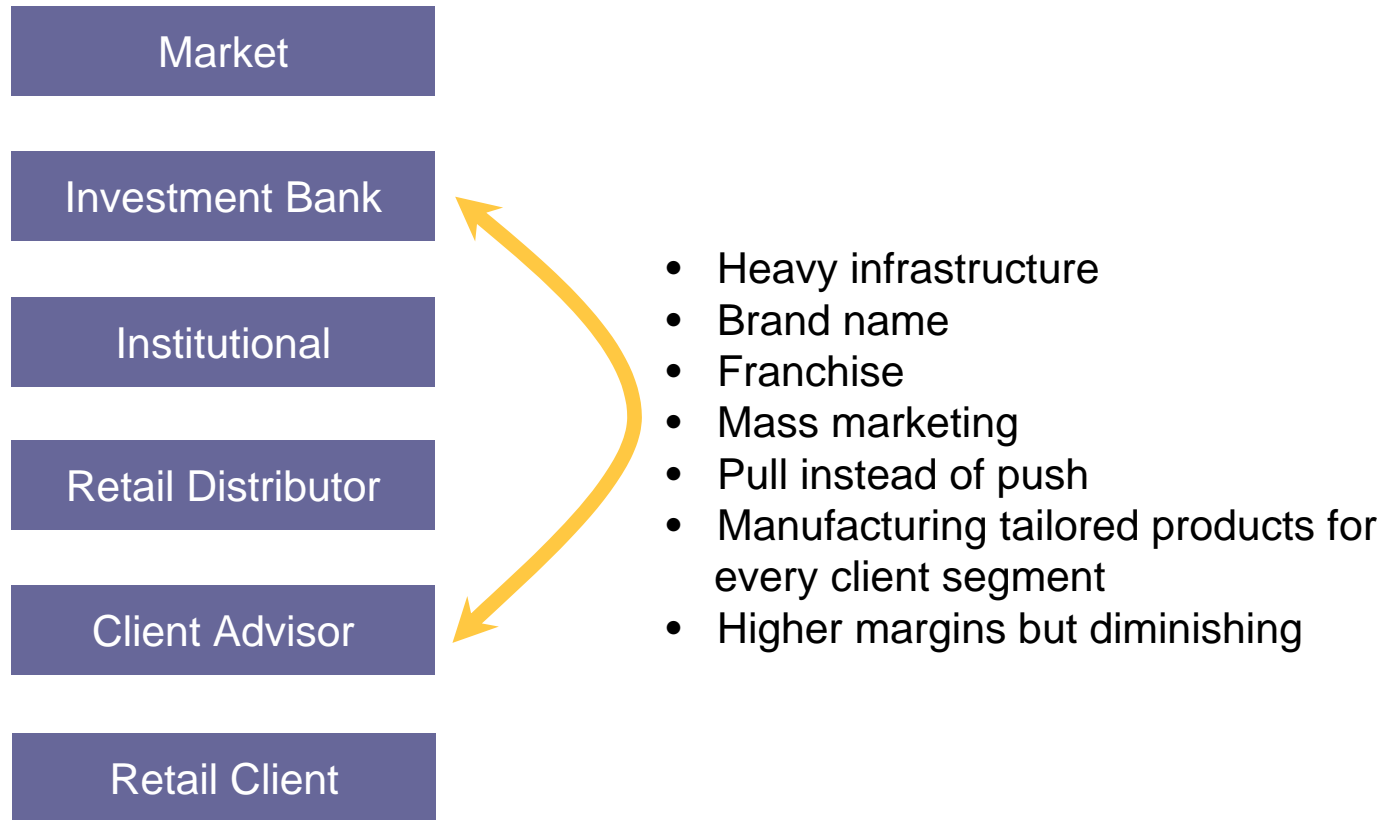 Market
Investment Bank
Institutional
Retail Distributor
Client Advisor
Retail Client
• Heavy infrastructure
• Brand name
• Franchise
• Mass marketing
• Pull instead of push
• Manufacturing tailored products for
every client segment
• Higher margins but diminishing